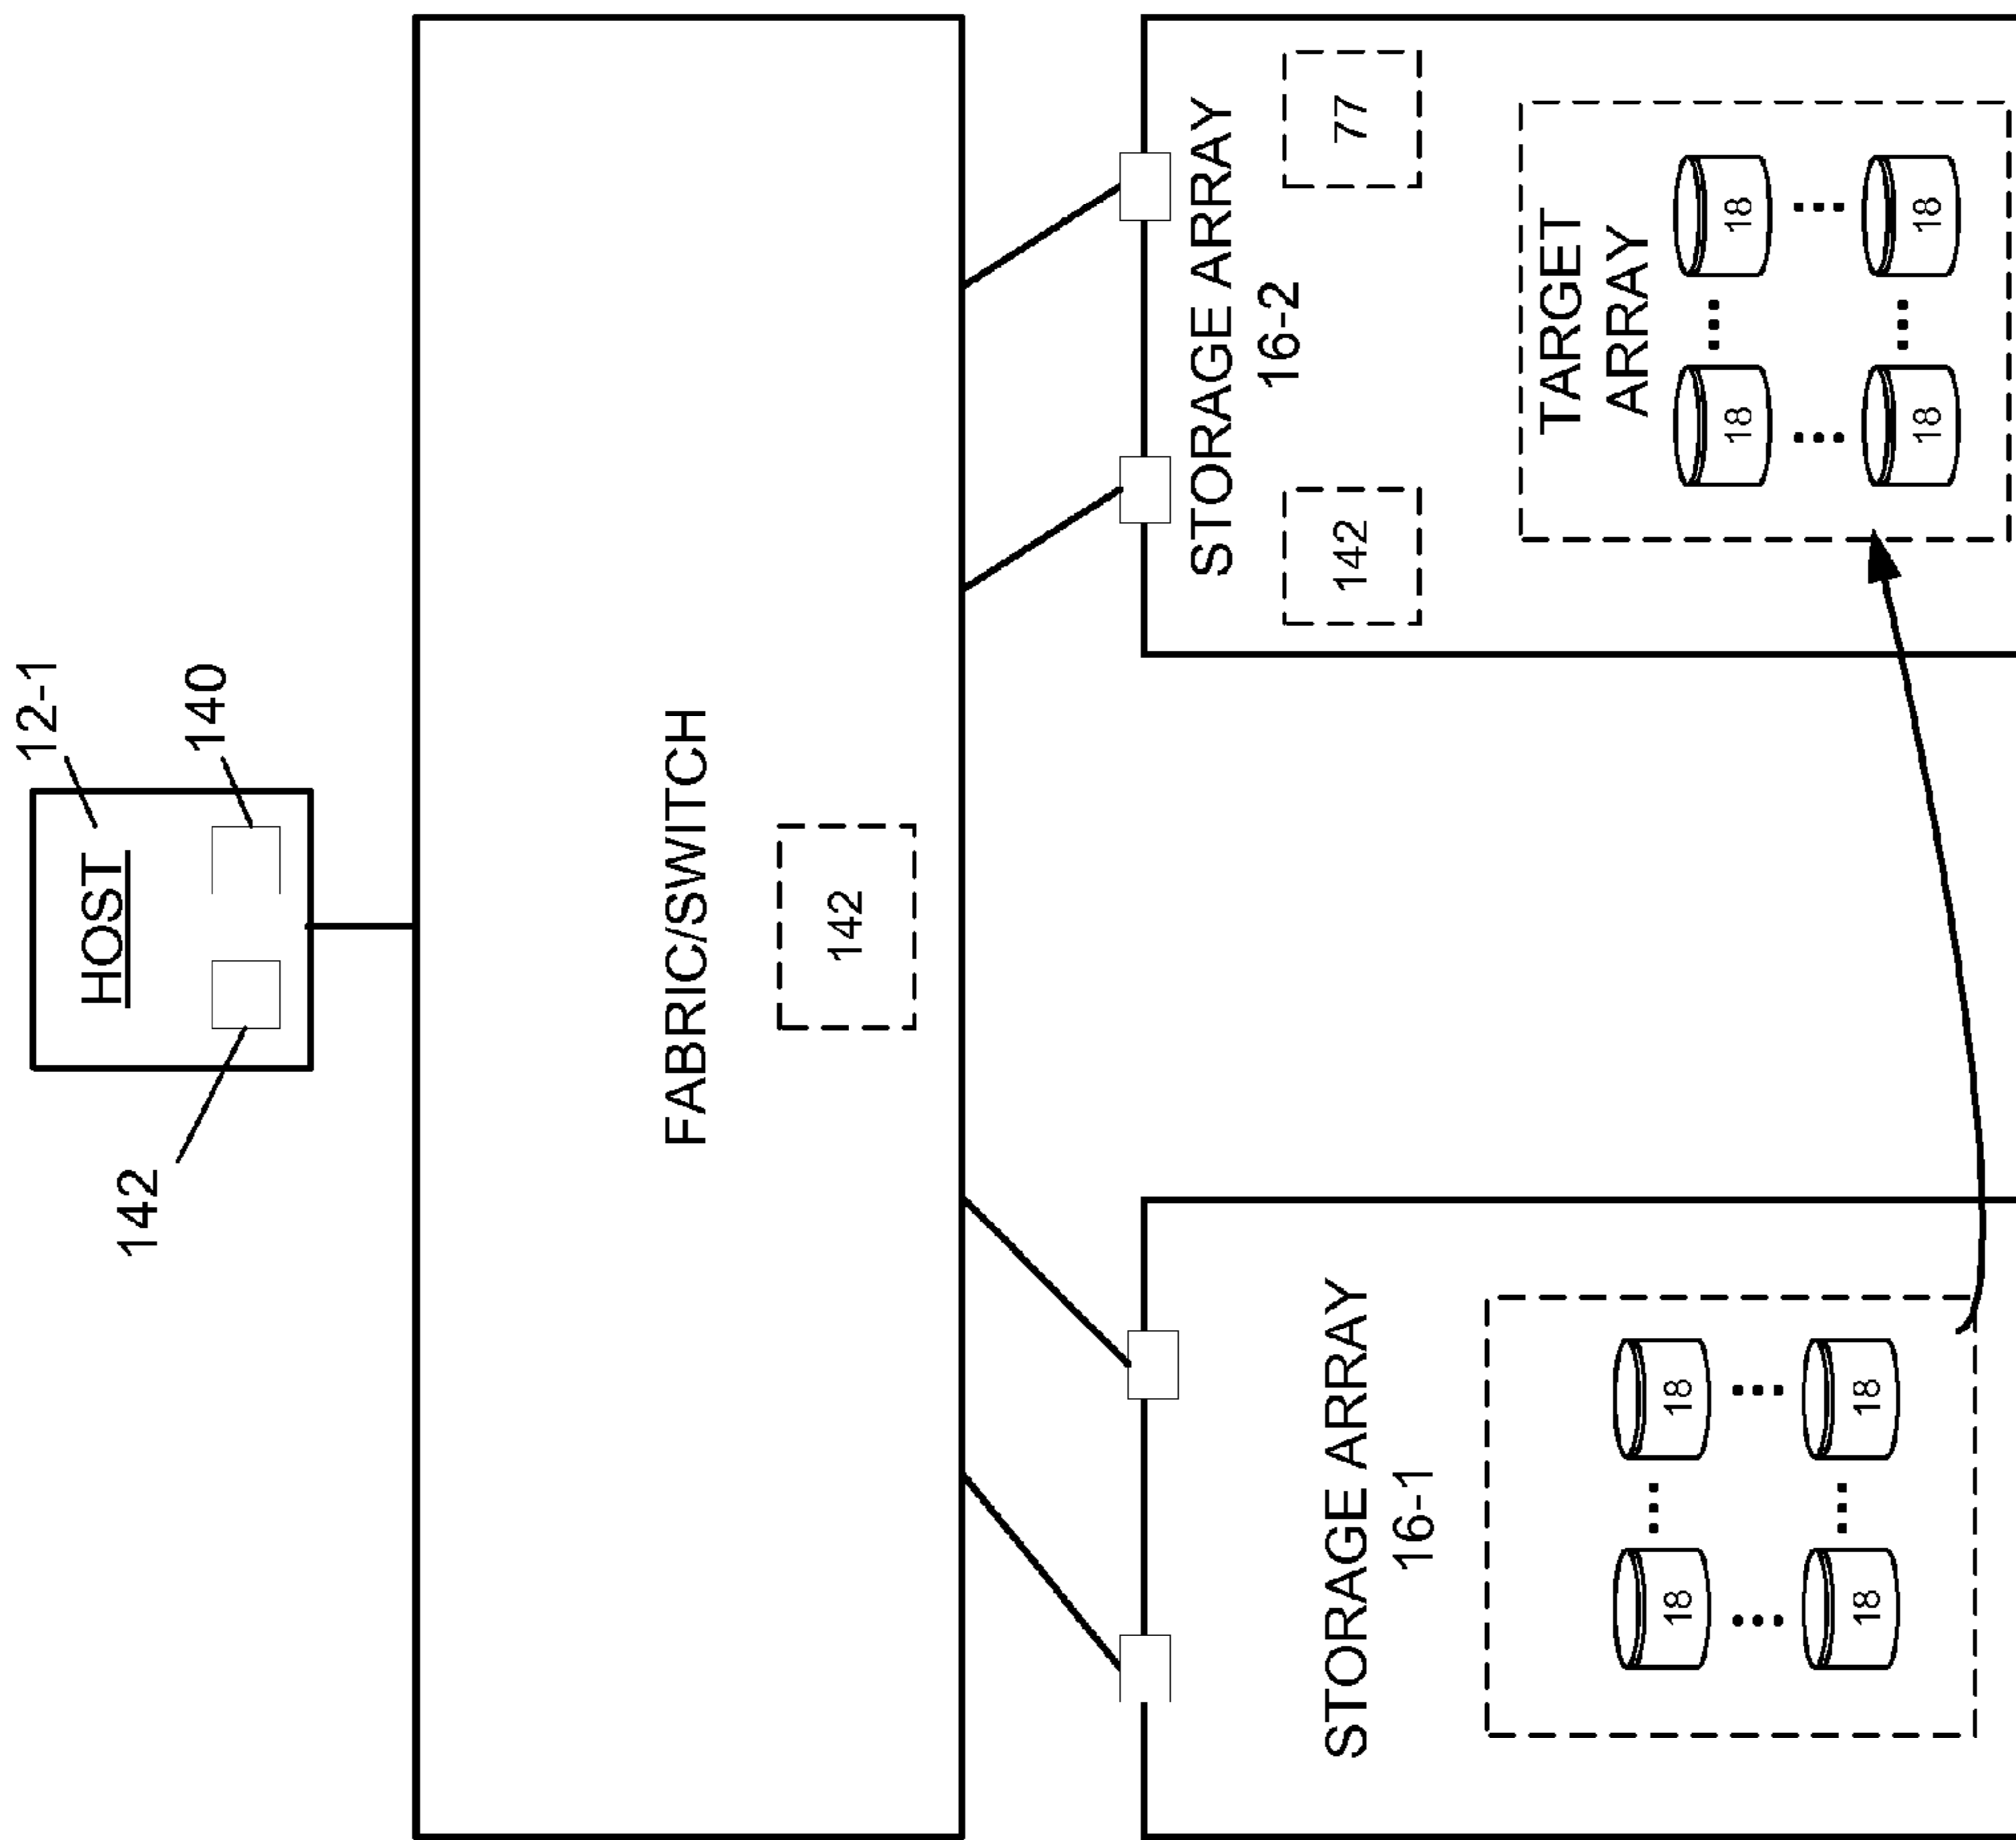 12-1
HOST
140
142
FABRIC/SWITCH
142
STORAGE ARRAY
16-1
18
18
18
18
STORAGE ARRAY
16-2
142
77
TARGET
ARRAY
18
18
18
18